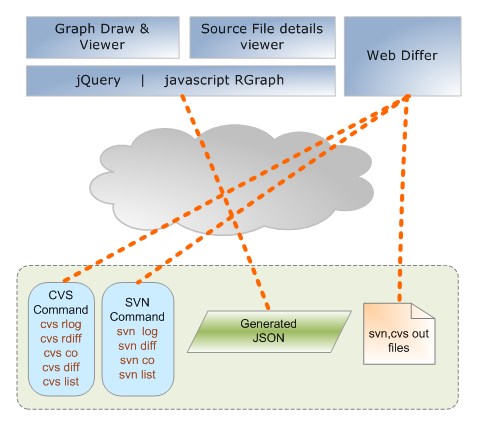 Graph Draw &
Viewer
Source File details
viewer
Web Differ
jQuery | javascript RGraph
CVS
Command
cvs rlog
cvs rdiff
cvs co
cvs diff
cvs list
SVN
Command
svn log
svn diff
svn co
svn list
Generated
JSON
svn,cvs out
files